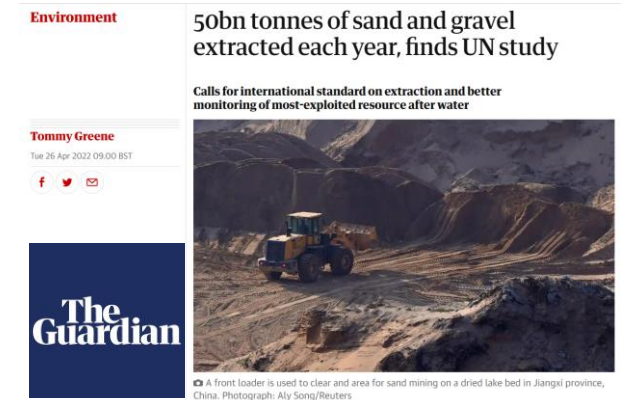 Environment
50bn tonnes of sand and gravel
extracted each year, finds UN study
Calls for international standard on extraction and better
monitoring of most-exploited resource after water
Tommy Greene
Tue 26 Apr 2022 09.00 BST
The
Guardian
A front loader is used to clear and area for sand mining on a dried lake bed in Jiangxi province,
China. Photograph: Aly Song/Reuters